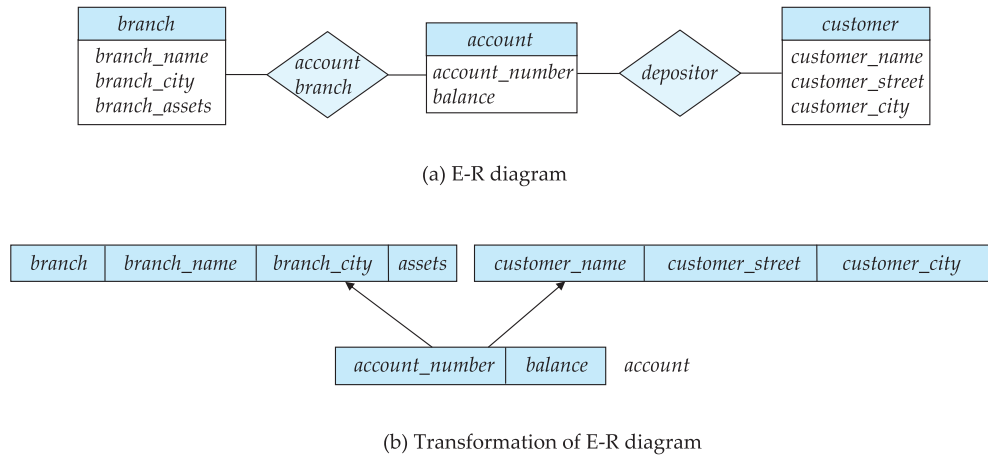 branch
branch_name
branch_city
branch_assets
account
branch
account
account_number
balance
depositor
customer
customer_name
customer_street
customer_city
(a) E-R diagram
branch branch_name branch_city assets customer_name customer_street customer_city
account_number balance account
(b) Transformation of E-R diagram